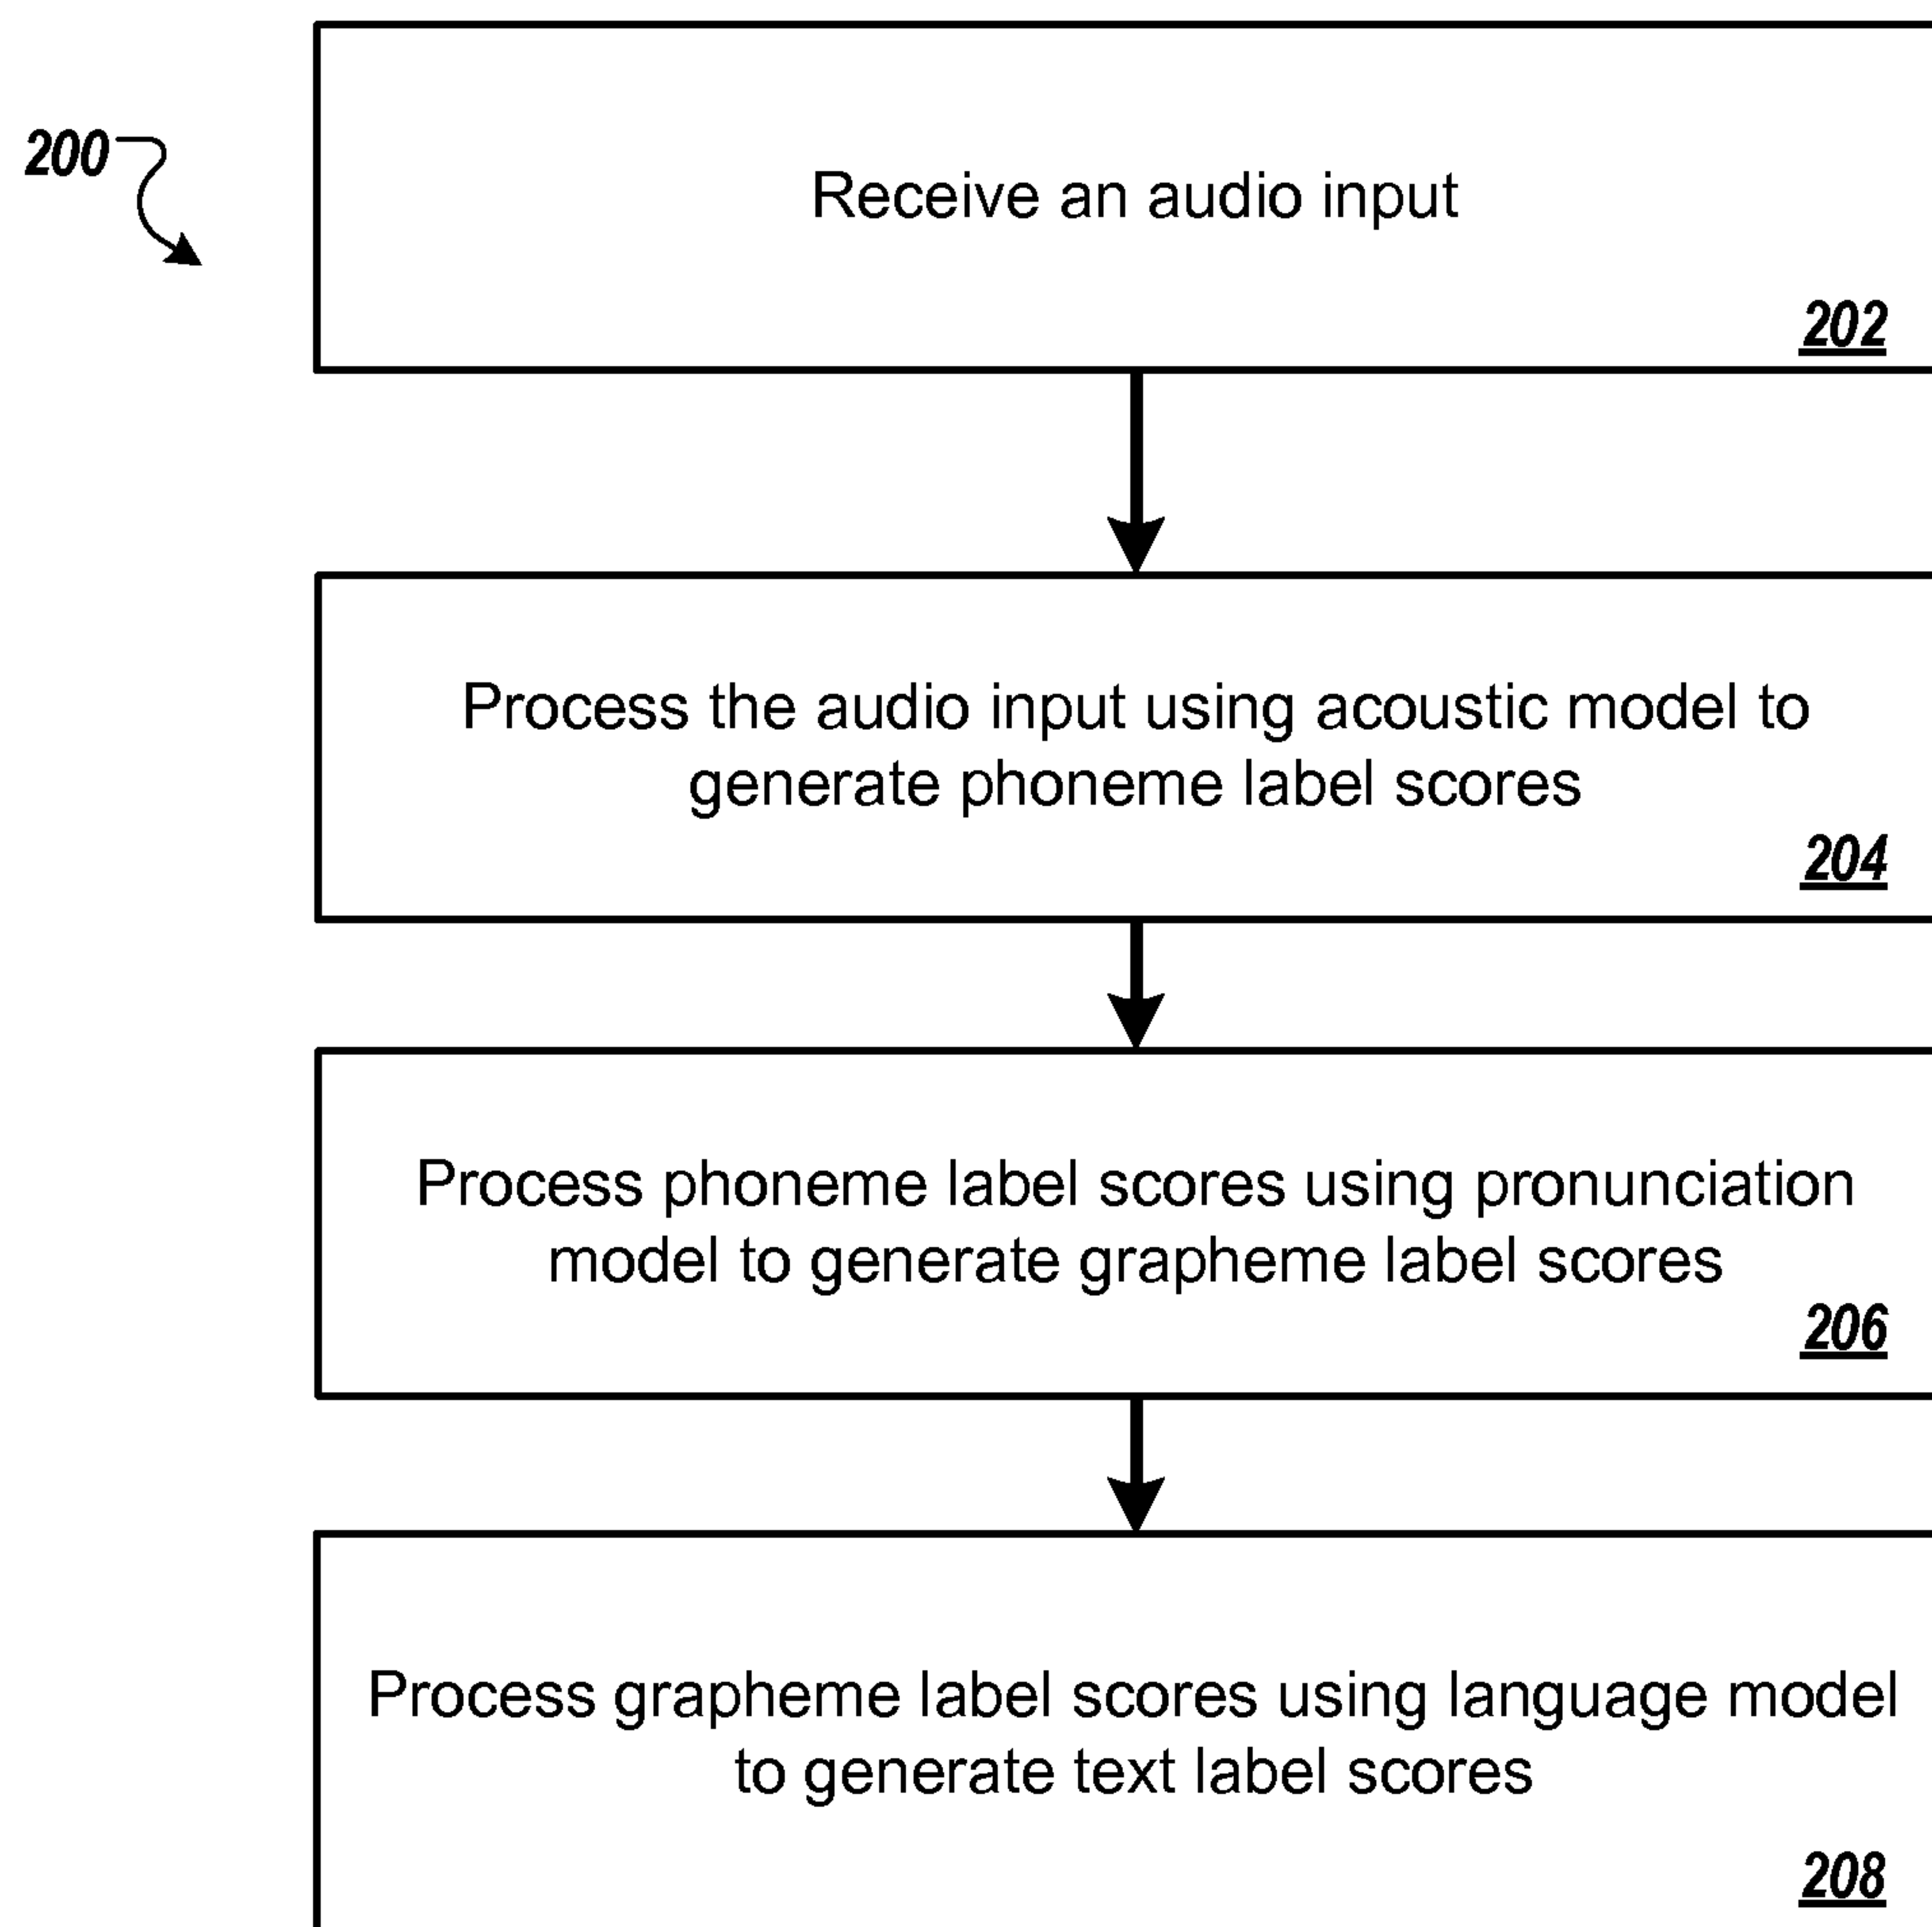 200
Receive an audio input
202
Process the audio input using acoustic model to
generate phoneme label scores
204
Process phoneme label scores using pronunciation
model to generate grapheme label scores
206
Process grapheme label scores using language model
to generate text label scores
208